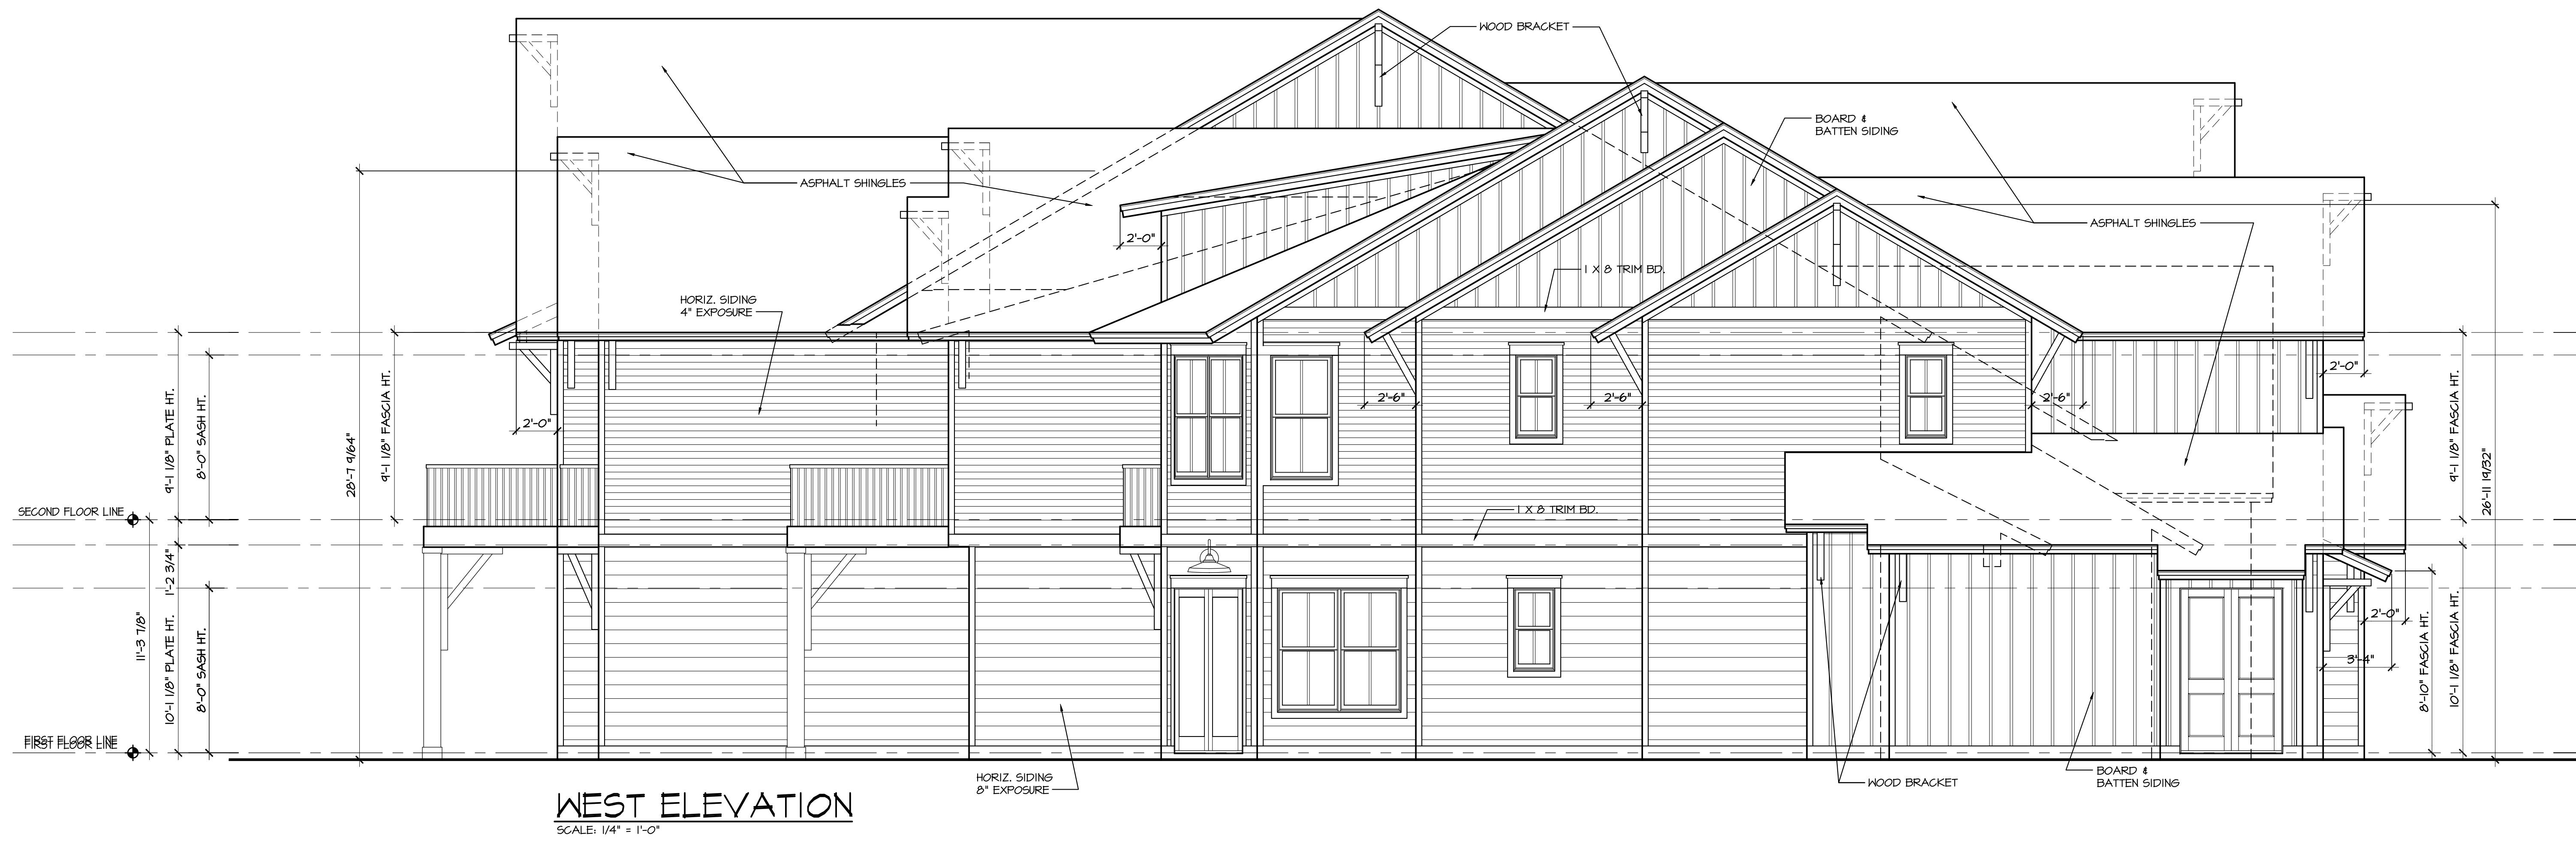 WOOD BRACKET
BOARD &
BATTEN SIDING
ASPHALT SHINGLES
ASPHALT SHINGLES
2'-0"
1 X 8 TRIM BD.
HORIZ. SIDING
4" EXPOSURE
9'-1 1/8" PLATE HT.
8'-0" SASH HT.
28'-7 9/64"
9'-1 1/8" FASCIA HT.
2'-0"
2'-6"
2'-6"
2'-6"
2'-0"
9'-1 1/8" FASCIA HT.
26'-11 19/32"
SECOND FLOOR LINE
1 X 8 TRIM BD.
11'-3 7/8"
1'-2 3/4"
10'-1 1/8" PLATE HT.
8'-0" SASH HT.
2'-0"
3'-4"
8'-10" FASCIA HT.
10'-1 1/8" FASCIA HT.
FIRST FLOOR LINE
FIRST FLOOR LINE
HORIZ. SIDING
8" EXPOSURE
WOOD BRACKET
BOARD &
BATTEN SIDING
WEST ELEVATION
SCALE: 1/4" = 1'-0"